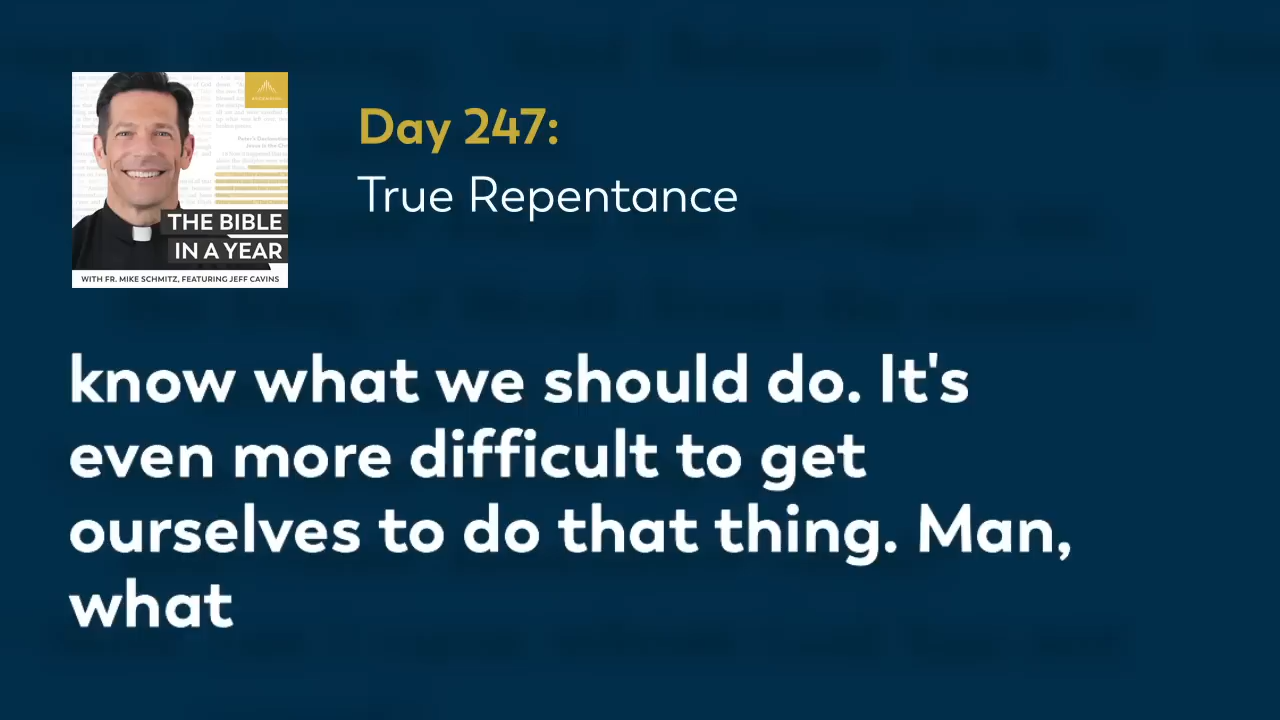 Day 247:
True Repentance
THE BIBLE
IN A YEAR
WITH FR. MIKE SCHMITZ, FEATURING JEFF CAVINS
know what we should do. It's
even more difficult to get
ourselves to do that thing. Man,
what